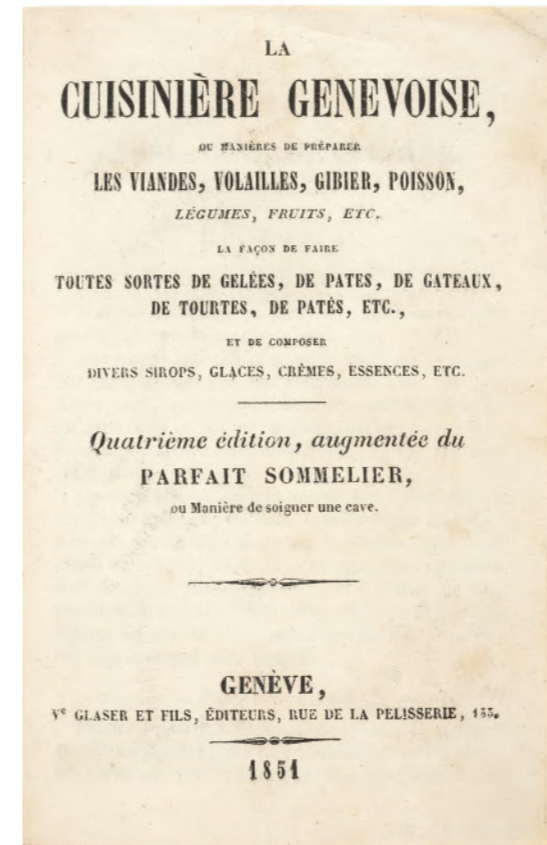 LA
CUISINIÈRE GENEVOISE,
OU MANIÈRES DE PRÉPARER
LES VIANDES, VOLAILLES, GIBIER, POISSON,
LÉGUMES, FRUITS, ETC.
LA FAÇON DE FAIRE
TOUTES SORTES DE GELÉES, DE PATES, DE GATEAUX,
DE TOURTES, DE PATÉS, ETC.,
ET DE COMPOSER
DIVERS SIROPS, GLACES, CRÊMES, ESSENCES, ETC.
Quatrième édition, augmentée du
PARFAIT SOMMELIER,
ou Manière de soigner une cave.
GENÈVE,
Vᵉ GLASER ET FILS, ÉDITEURS, RUE DE LA PELISSERIE,
1851